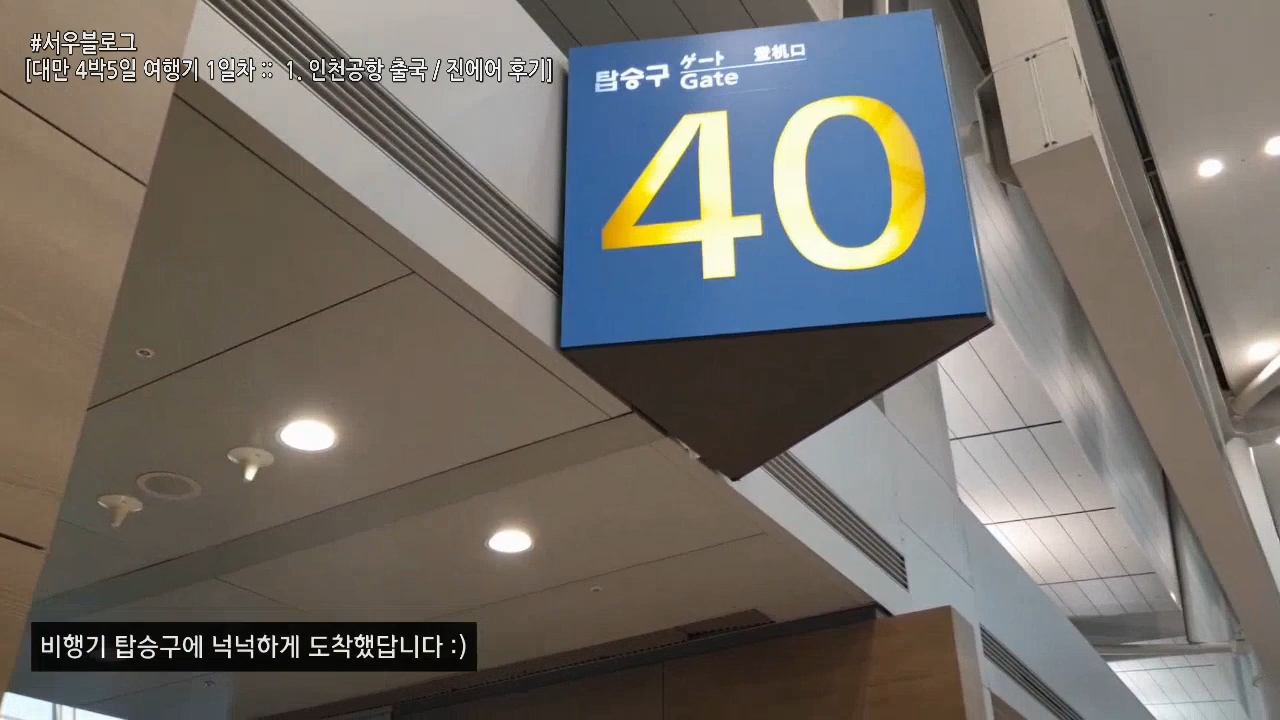 #서우블로그
[대만 4박5일 여행기 1일차 :: 1. 인천공항 출국 / 진에어 후기]
탑승구 ゲート 登机口
Gate
40
비행기 탑승구에 넉넉하게 도착했답니다 :)